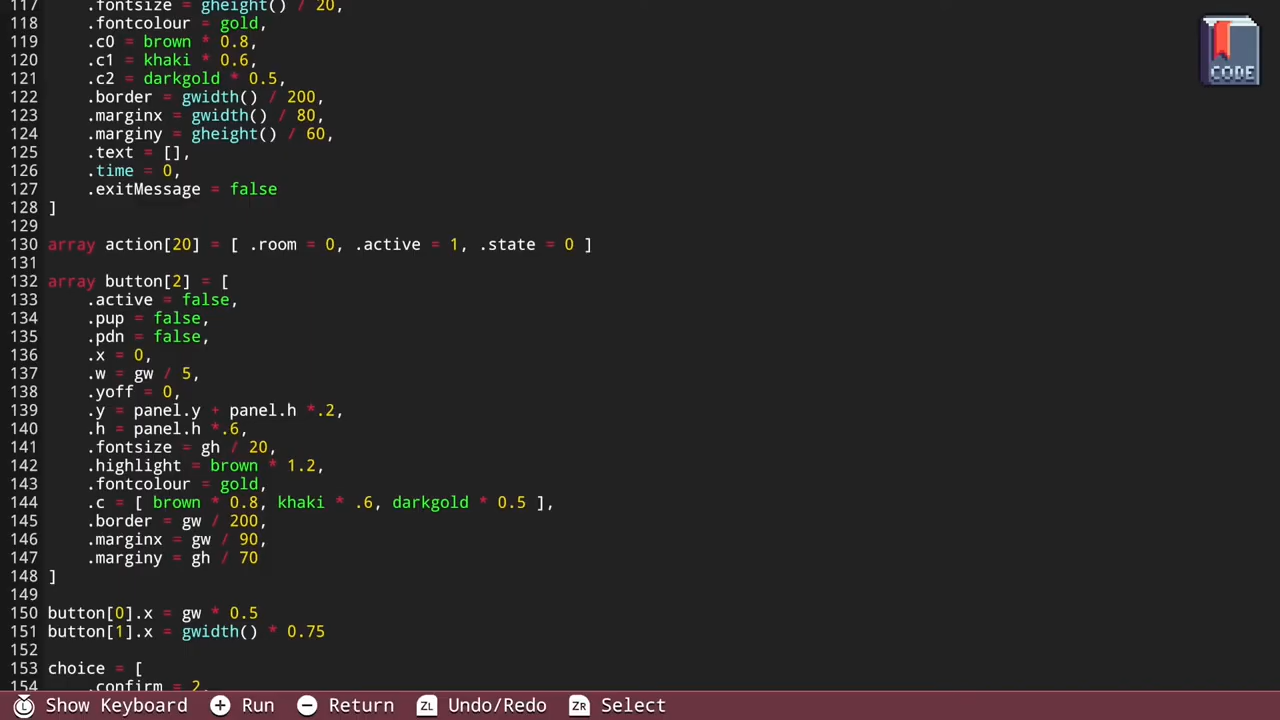 117     .fontsize = gheight() / 20,
118     .fontcolour = gold,
119     .c0 = brown * 0.8,
120     .c1 = khaki * 0.6,
121     .c2 = darkgold * 0.5,
122     .border = gwidth() / 200,
123     .marginx = gwidth() / 80,
124     .marginy = gheight() / 60,
125     .text = [],
126     .time = 0,
127     .exitMessage = false
128 ]
129
130 array action[20] = [ .room = 0, .active = 1, .state = 0 ]
131
132 array button[2] = [
133     .active = false,
134     .pup = false,
135     .pdn = false,
136     .x = 0,
137     .w = gw / 5,
138     .yoff = 0,
139     .y = panel.y + panel.h *.2,
140     .h = panel.h *.6,
141     .fontsize = gh / 20,
142     .highlight = brown * 1.2,
143     .fontcolour = gold,
144     .c = [ brown * 0.8, khaki * .6, darkgold * 0.5 ],
145     .border = gw / 200,
146     .marginx = gw / 90,
147     .marginy = gh / 70
148 ]
149
150 button[0].x = gw * 0.5
151 button[1].x = gwidth() * 0.75
152
153 choice = [
154     .confirm = 2,
CODE
L Show Keyboard + Run - Return ZL Undo/Redo ZR Select